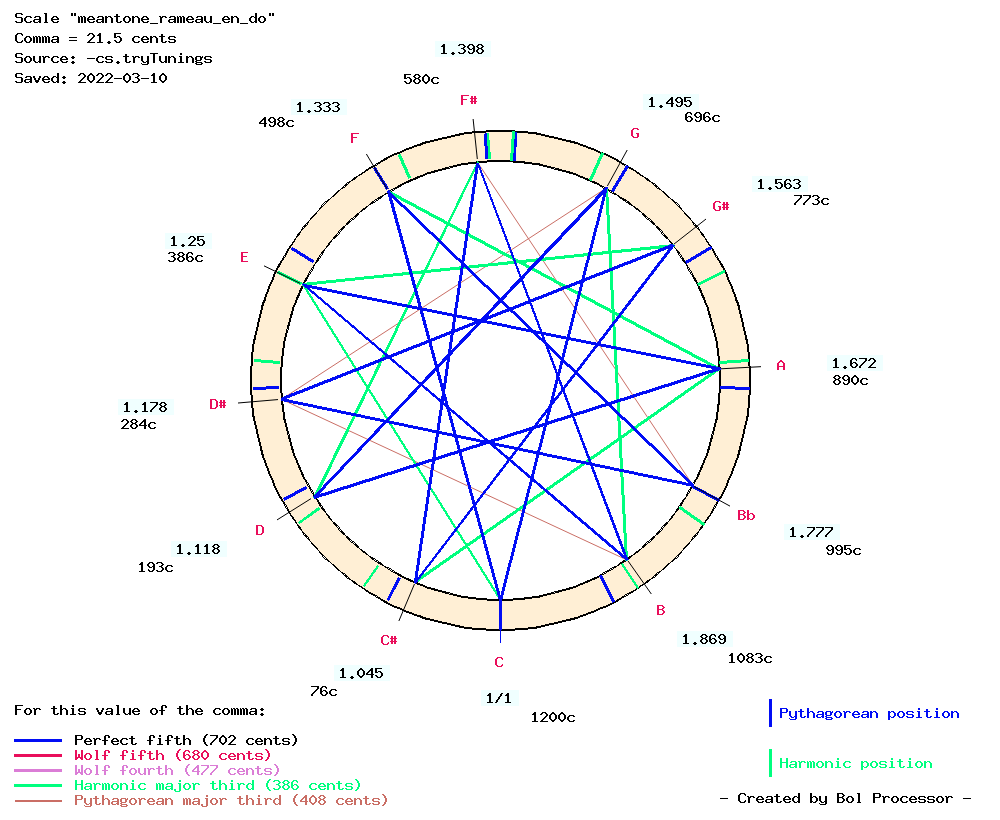 Scale "meantone_rameau_en_do"
Comma = 21.5 cents
Source: -cs.tryTunings
Saved: 2022-03-10
1.398
580c
F#
1.333
498c
F
1.495
696c
G
1.563
773c
G#
1.25
386c
E
1.672
890c
A
1.178
284c
D#
Bb
1.777
995c
D
1.118
193c
B
1.869
1083c
C#
1.045
76c
C
1/1
1200c
For this value of the comma:
Perfect fifth (702 cents)
Wolf fifth (680 cents)
Wolf fourth (477 cents)
Harmonic major third (386 cents)
Pythagorean major third (408 cents)
Pythagorean position
Harmonic position
- Created by Bol Processor -